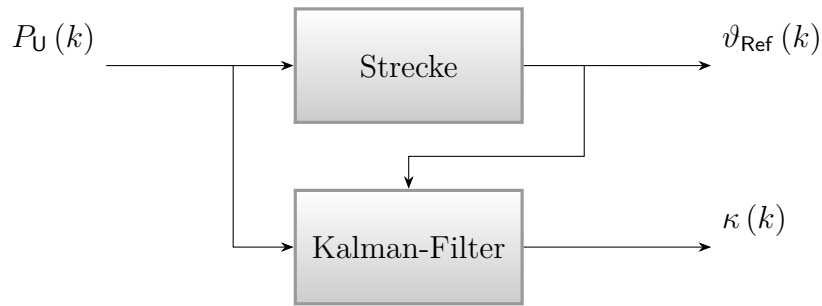 P_U (k)
Strecke
ϑ_Ref (k)
Kalman-Filter
κ (k)